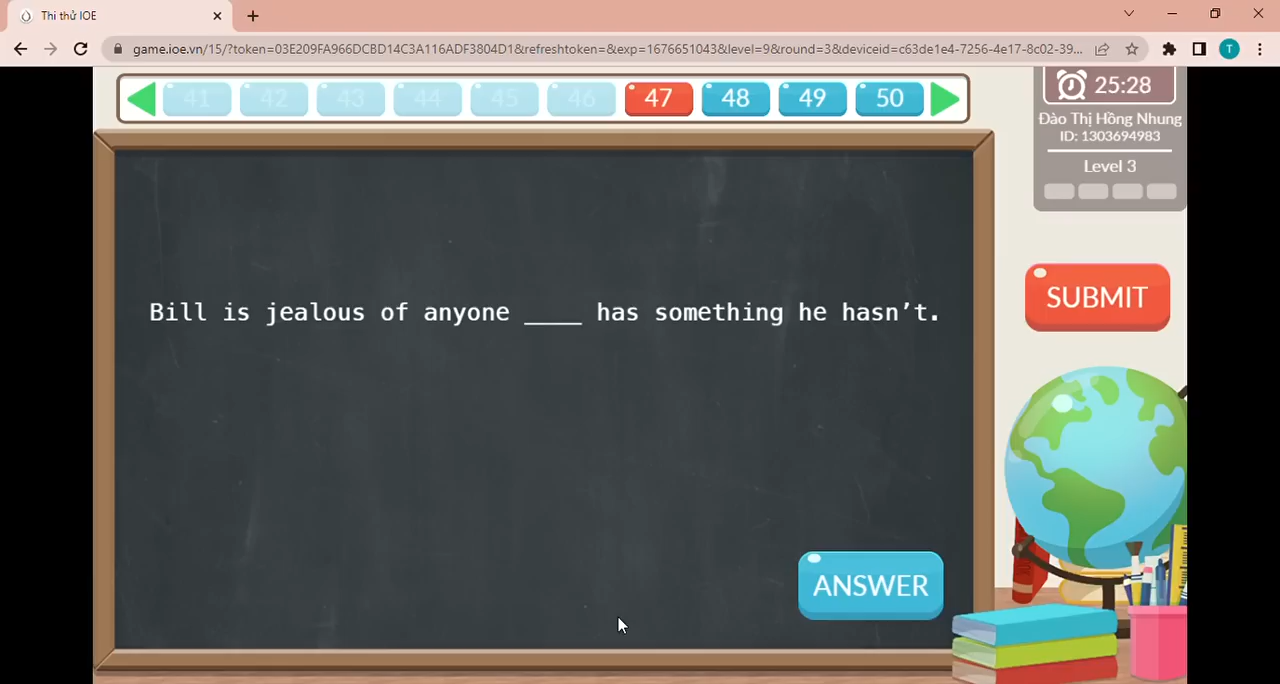 Thi thử IOE
game.ioe.vn/15/?token=03E209FA966DCBD14C3A116ADF3804D1&refreshtoken=&exp=1676651043&level=9&round=3&deviceid=c63de1e4-7256-4e17-8c02-39...
T
41 42 43 44 45 46 47 48 49 50
25:28
Đào Thị Hồng Nhung
ID: 1303694983
Level 3
Bill is jealous of anyone ____ has something he hasn’t.
SUBMIT
ANSWER